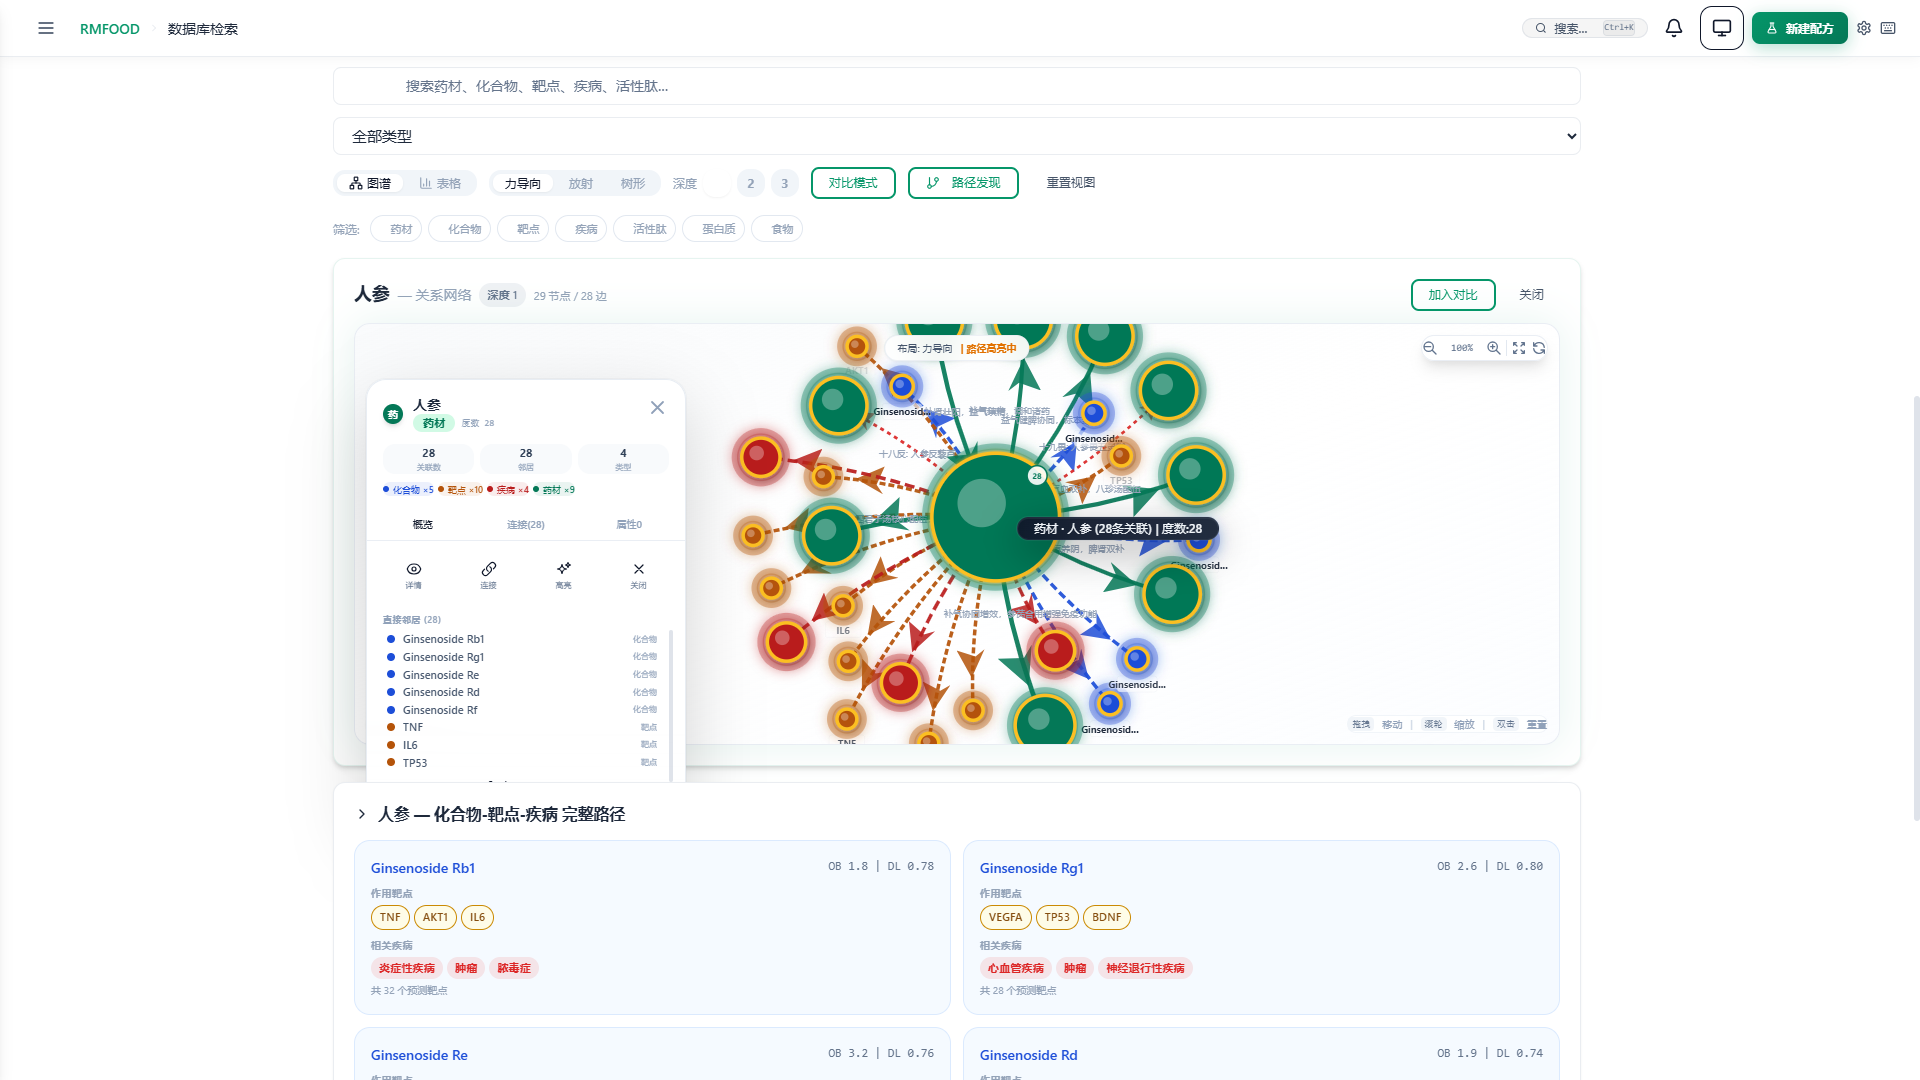 RMFOOD
数据库检索
搜索...
Ctrl+K
新建配方
搜索药材、化合物、靶点、疾病、活性肽...
全部类型
图谱
表格
力导向
放射
树形
深度
2
3
对比模式
路径发现
重置视图
筛选:
药材
化合物
靶点
疾病
活性肽
蛋白质
食物
人参 — 关系网络
深度 1
29 节点 / 28 边
加入对比
关闭
布局: 力导向 | 路径高亮中
100%
药
人参
药材
度数 28
28
关联数
28
邻居
4
类型
化合物 ×5
靶点 ×10
疾病 ×4
药材 ×9
概览
连接(28)
属性0
详情
连接
高亮
关闭
直接邻居 (28)
Ginsenoside Rb1 化合物
Ginsenoside Rg1 化合物
Ginsenoside Re 化合物
Ginsenoside Rd 化合物
Ginsenoside Rf 化合物
TNF 靶点
IL6 靶点
TP53 靶点
Ginsenosid...
Ginsenosid...
28
TP53
药材 · 人参 (28条关联) | 度数:28
Ginsenosid...
IL6
Ginsenosid...
Ginsenosid...
TNF
拖拽 移动 | 滚轮 缩放 | 双击 重置
人参 — 化合物-靶点-疾病 完整路径
Ginsenoside Rb1
OB 1.8 | DL 0.78
作用靶点
TNF
AKT1
IL6
相关疾病
炎症性疾病
肿瘤
脓毒症
共 32 个预测靶点
Ginsenoside Rg1
OB 2.6 | DL 0.80
作用靶点
VEGFA
TP53
BDNF
相关疾病
心血管疾病
肿瘤
神经退行性疾病
共 28 个预测靶点
Ginsenoside Re
OB 3.2 | DL 0.76
Ginsenoside Rd
OB 1.9 | DL 0.74